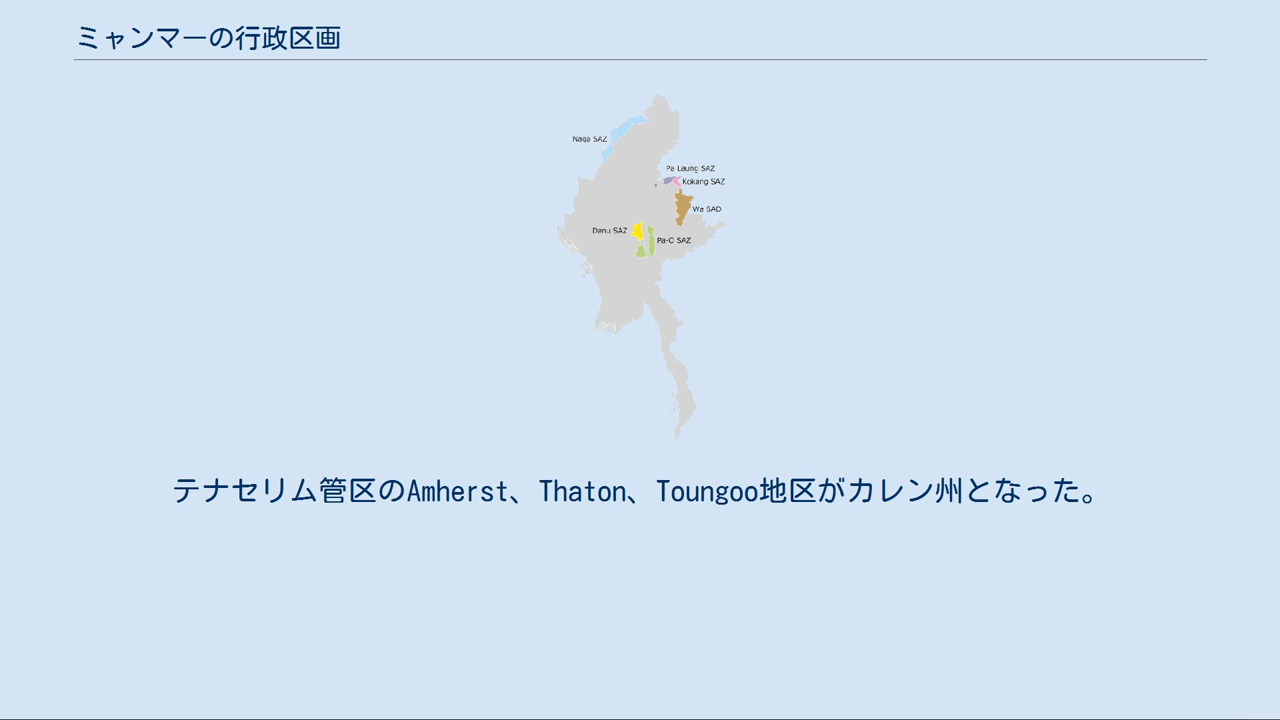 ミャンマーの行政区画
Naga SAZ
Pa Laung SAZ
Kokang SAZ
Wa SAD
Danu SAZ
Pa-O SAZ
テナセリム管区のAmherst、Thaton、Toungoo地区がカレン州となった。